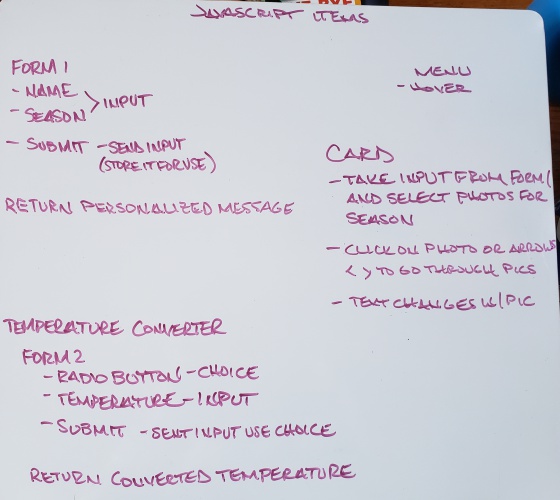 JAVASCRIPT ITEMS
FORM 1
- NAME
- SEASON > INPUT
- SUBMIT - SEND INPUT
(STORE IT FOR USE)
RETURN PERSONALIZED MESSAGE
MENU
- HOVER
CARD
- TAKE INPUT FROM FORM 1
AND SELECT PHOTOS FOR
SEASON
- CLICK ON PHOTO OR ARROWS
< > TO GO THROUGH PICS
- TEXT CHANGES W/ PIC
TEMPERATURE CONVERTER
FORM 2
- RADIO BUTTON - CHOICE
- TEMPERATURE - INPUT
- SUBMIT - SENT INPUT USE CHOICE
RETURN CONVERTED TEMPERATURE